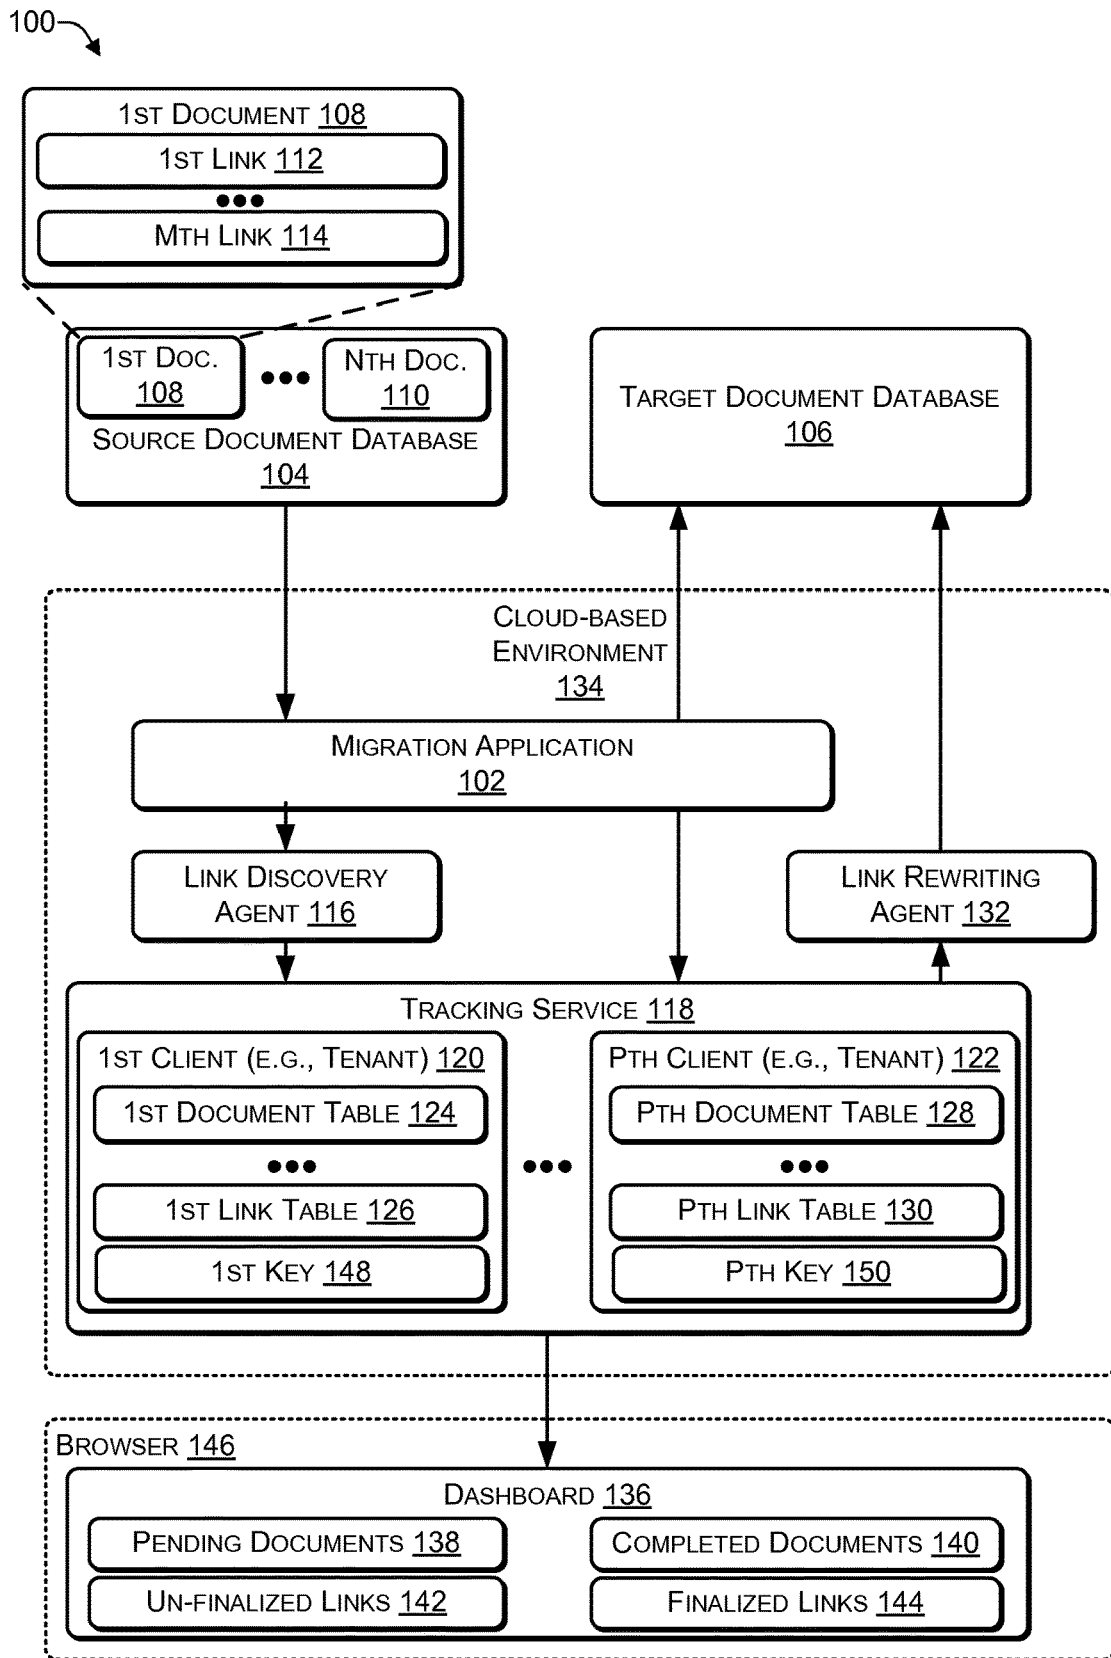 100
1ST DOCUMENT 108
1ST LINK 112
MTH LINK 114
1ST DOC.
108
NTH DOC.
110
SOURCE DOCUMENT DATABASE
104
TARGET DOCUMENT DATABASE
106
CLOUD-BASED
ENVIRONMENT
134
MIGRATION APPLICATION
102
LINK DISCOVERY
AGENT 116
LINK REWRITING
AGENT 132
TRACKING SERVICE 118
1ST CLIENT (E.G., TENANT) 120
1ST DOCUMENT TABLE 124
1ST LINK TABLE 126
1ST KEY 148
PTH CLIENT (E.G., TENANT) 122
PTH DOCUMENT TABLE 128
PTH LINK TABLE 130
PTH KEY 150
BROWSER 146
DASHBOARD 136
PENDING DOCUMENTS 138
COMPLETED DOCUMENTS 140
UN-FINALIZED LINKS 142
FINALIZED LINKS 144